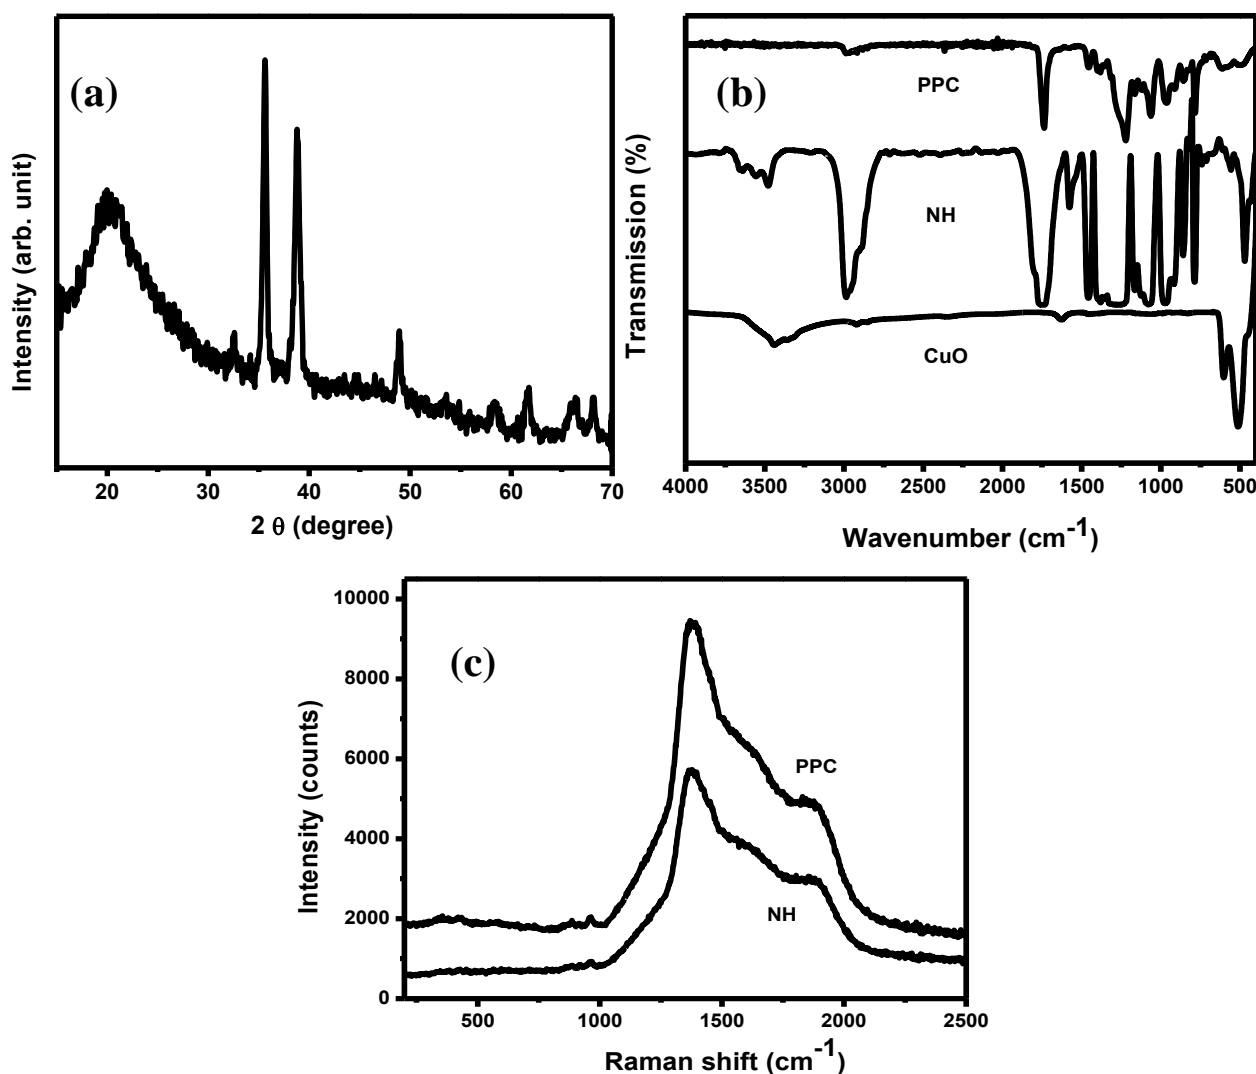 (a)
Intensity (arb. unit)
20 30 40 50 60 70
2 θ (degree)
(b)
PPC
NH
CuO
Transmission (%)
4000 3500 3000 2500 2000 1500 1000 500
Wavenumber (cm-1)
(c)
10000
8000
6000
4000
2000
0
Intensity (counts)
PPC
NH
500 1000 1500 2000 2500
Raman shift (cm-1)